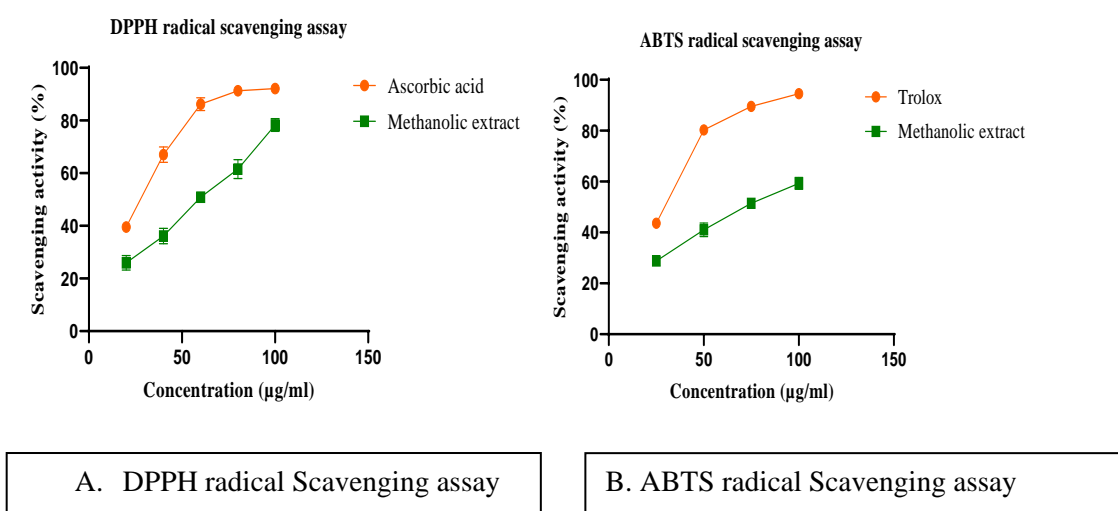 DPPH radical scavenging assay
100
80
60
40
20
0
0 50 100 150
Scavenging activity (%)
Concentration (µg/ml)
Ascorbic acid
Methanolic extract
ABTS radical scavenging assay
100
80
60
40
20
0
0 50 100 150
Scavenging activity (%)
Concentration (µg/ml)
Trolox
Methanolic extract
A. DPPH radical Scavenging assay
B. ABTS radical Scavenging assay